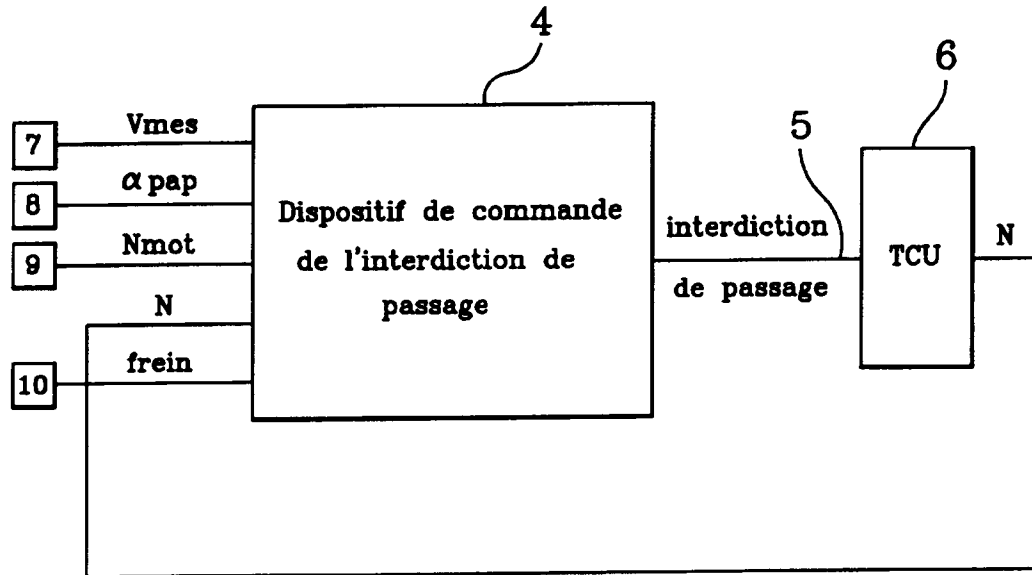 4
6
5
7
Vmes
8
α pap
9
Nmot
N
10
frein
Dispositif de commande
de l'interdiction de
passage
interdiction
de passage
TCU
N